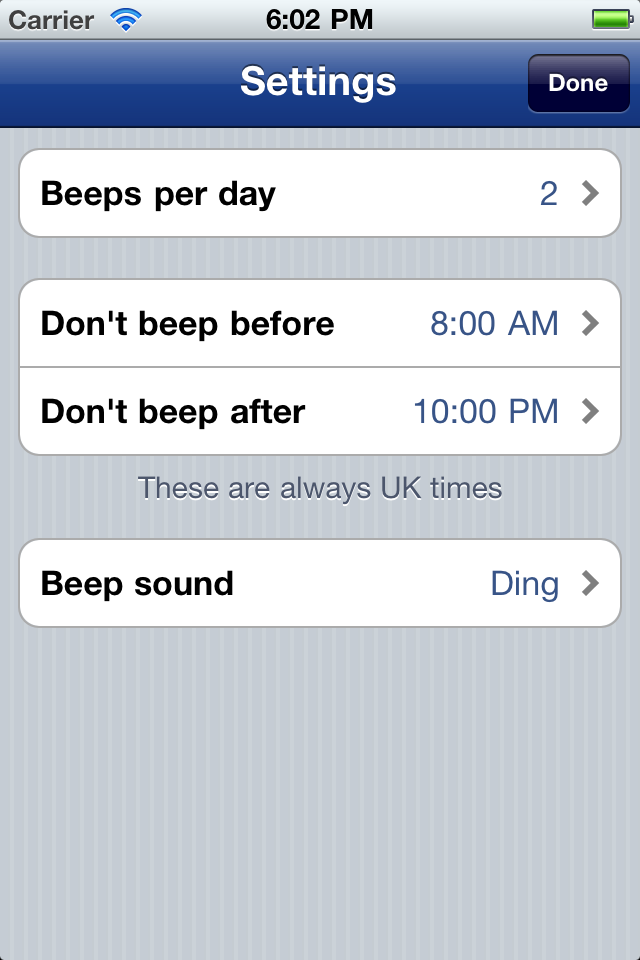 Carrier 6:02 PM
Settings Done
Beeps per day 2
Don't beep before 8:00 AM
Don't beep after 10:00 PM
These are always UK times
Beep sound Ding